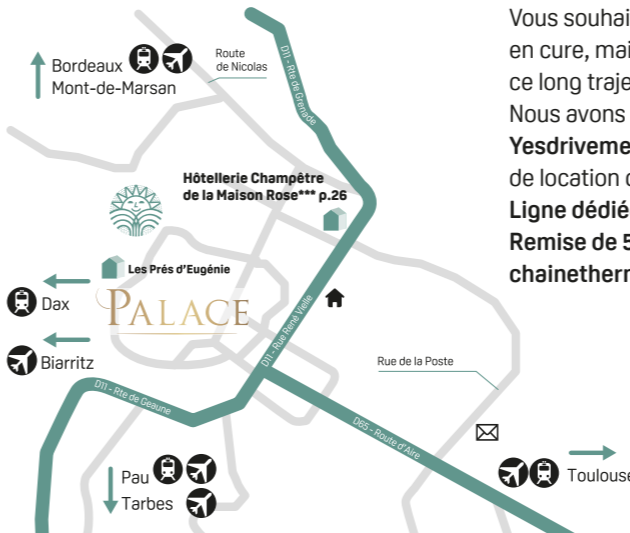 Bordeaux
Mont-de-Marsan
Route
de Nicolas
D11 - Rte de Grenade
Hôtellerie Champêtre
de la Maison Rose*** p.26
Les Prés d'Eugénie
PALACE
Dax
Biarritz
D11 - Rue René Vielle
Rue de la Poste
D11 - Rte de Geaune
D65 - Route d'Aire
Pau
Tarbes
Toulouse
Vous souhai
en cure, mai
ce long traje
Nous avons
Yesdriveme
de location
Ligne dédié
Remise de 5
chainetherm